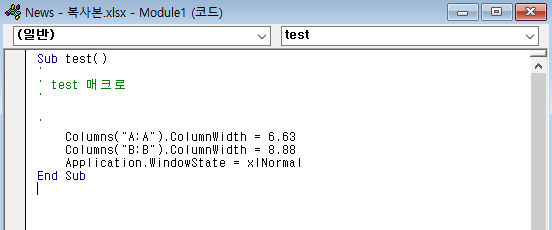 News - 복사본.xlsx - Module1 (코드)
(일반)
test
Sub test()
'
' test 매크로
'

'
    Columns("A:A").ColumnWidth = 6.63
    Columns("B:B").ColumnWidth = 8.88
    Application.WindowState = xlNormal
End Sub